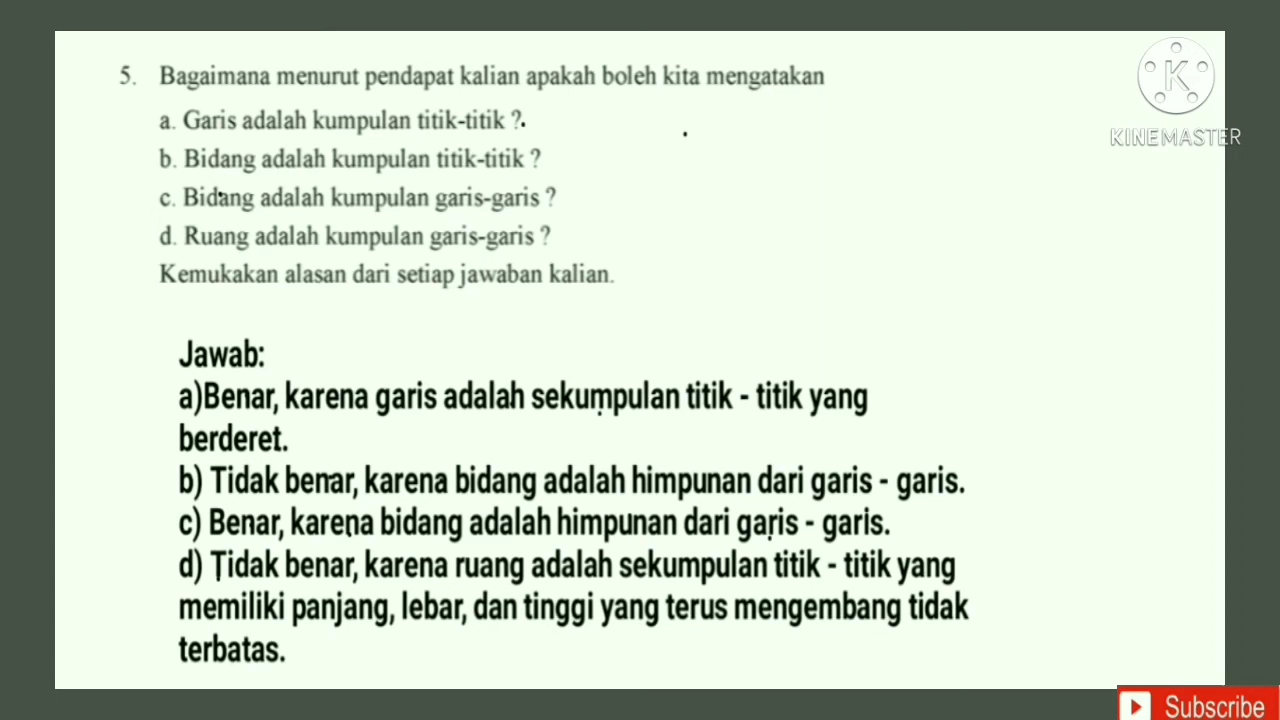 5. Bagaimana menurut pendapat kalian apakah boleh kita mengatakan
a. Garis adalah kumpulan titik-titik ?
b. Bidang adalah kumpulan titik-titik ?
c. Bidang adalah kumpulan garis-garis ?
d. Ruang adalah kumpulan garis-garis ?
Kemukakan alasan dari setiap jawaban kalian.
K
KINEMASTER
Jawab:
a)Benar, karena garis adalah sekumpulan titik - titik yang
berderet.
b) Tidak benar, karena bidang adalah himpunan dari garis - garis.
c) Benar, karena bidang adalah himpunan dari garis - garis.
d) Tidak benar, karena ruang adalah sekumpulan titik - titik yang
memiliki panjang, lebar, dan tinggi yang terus mengembang tidak
terbatas.
Subscribe